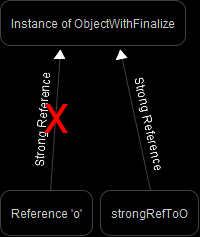 Instance of ObjectWithFinalize
Strong Reference
Strong Reference
Reference 'o'
strongRefToO